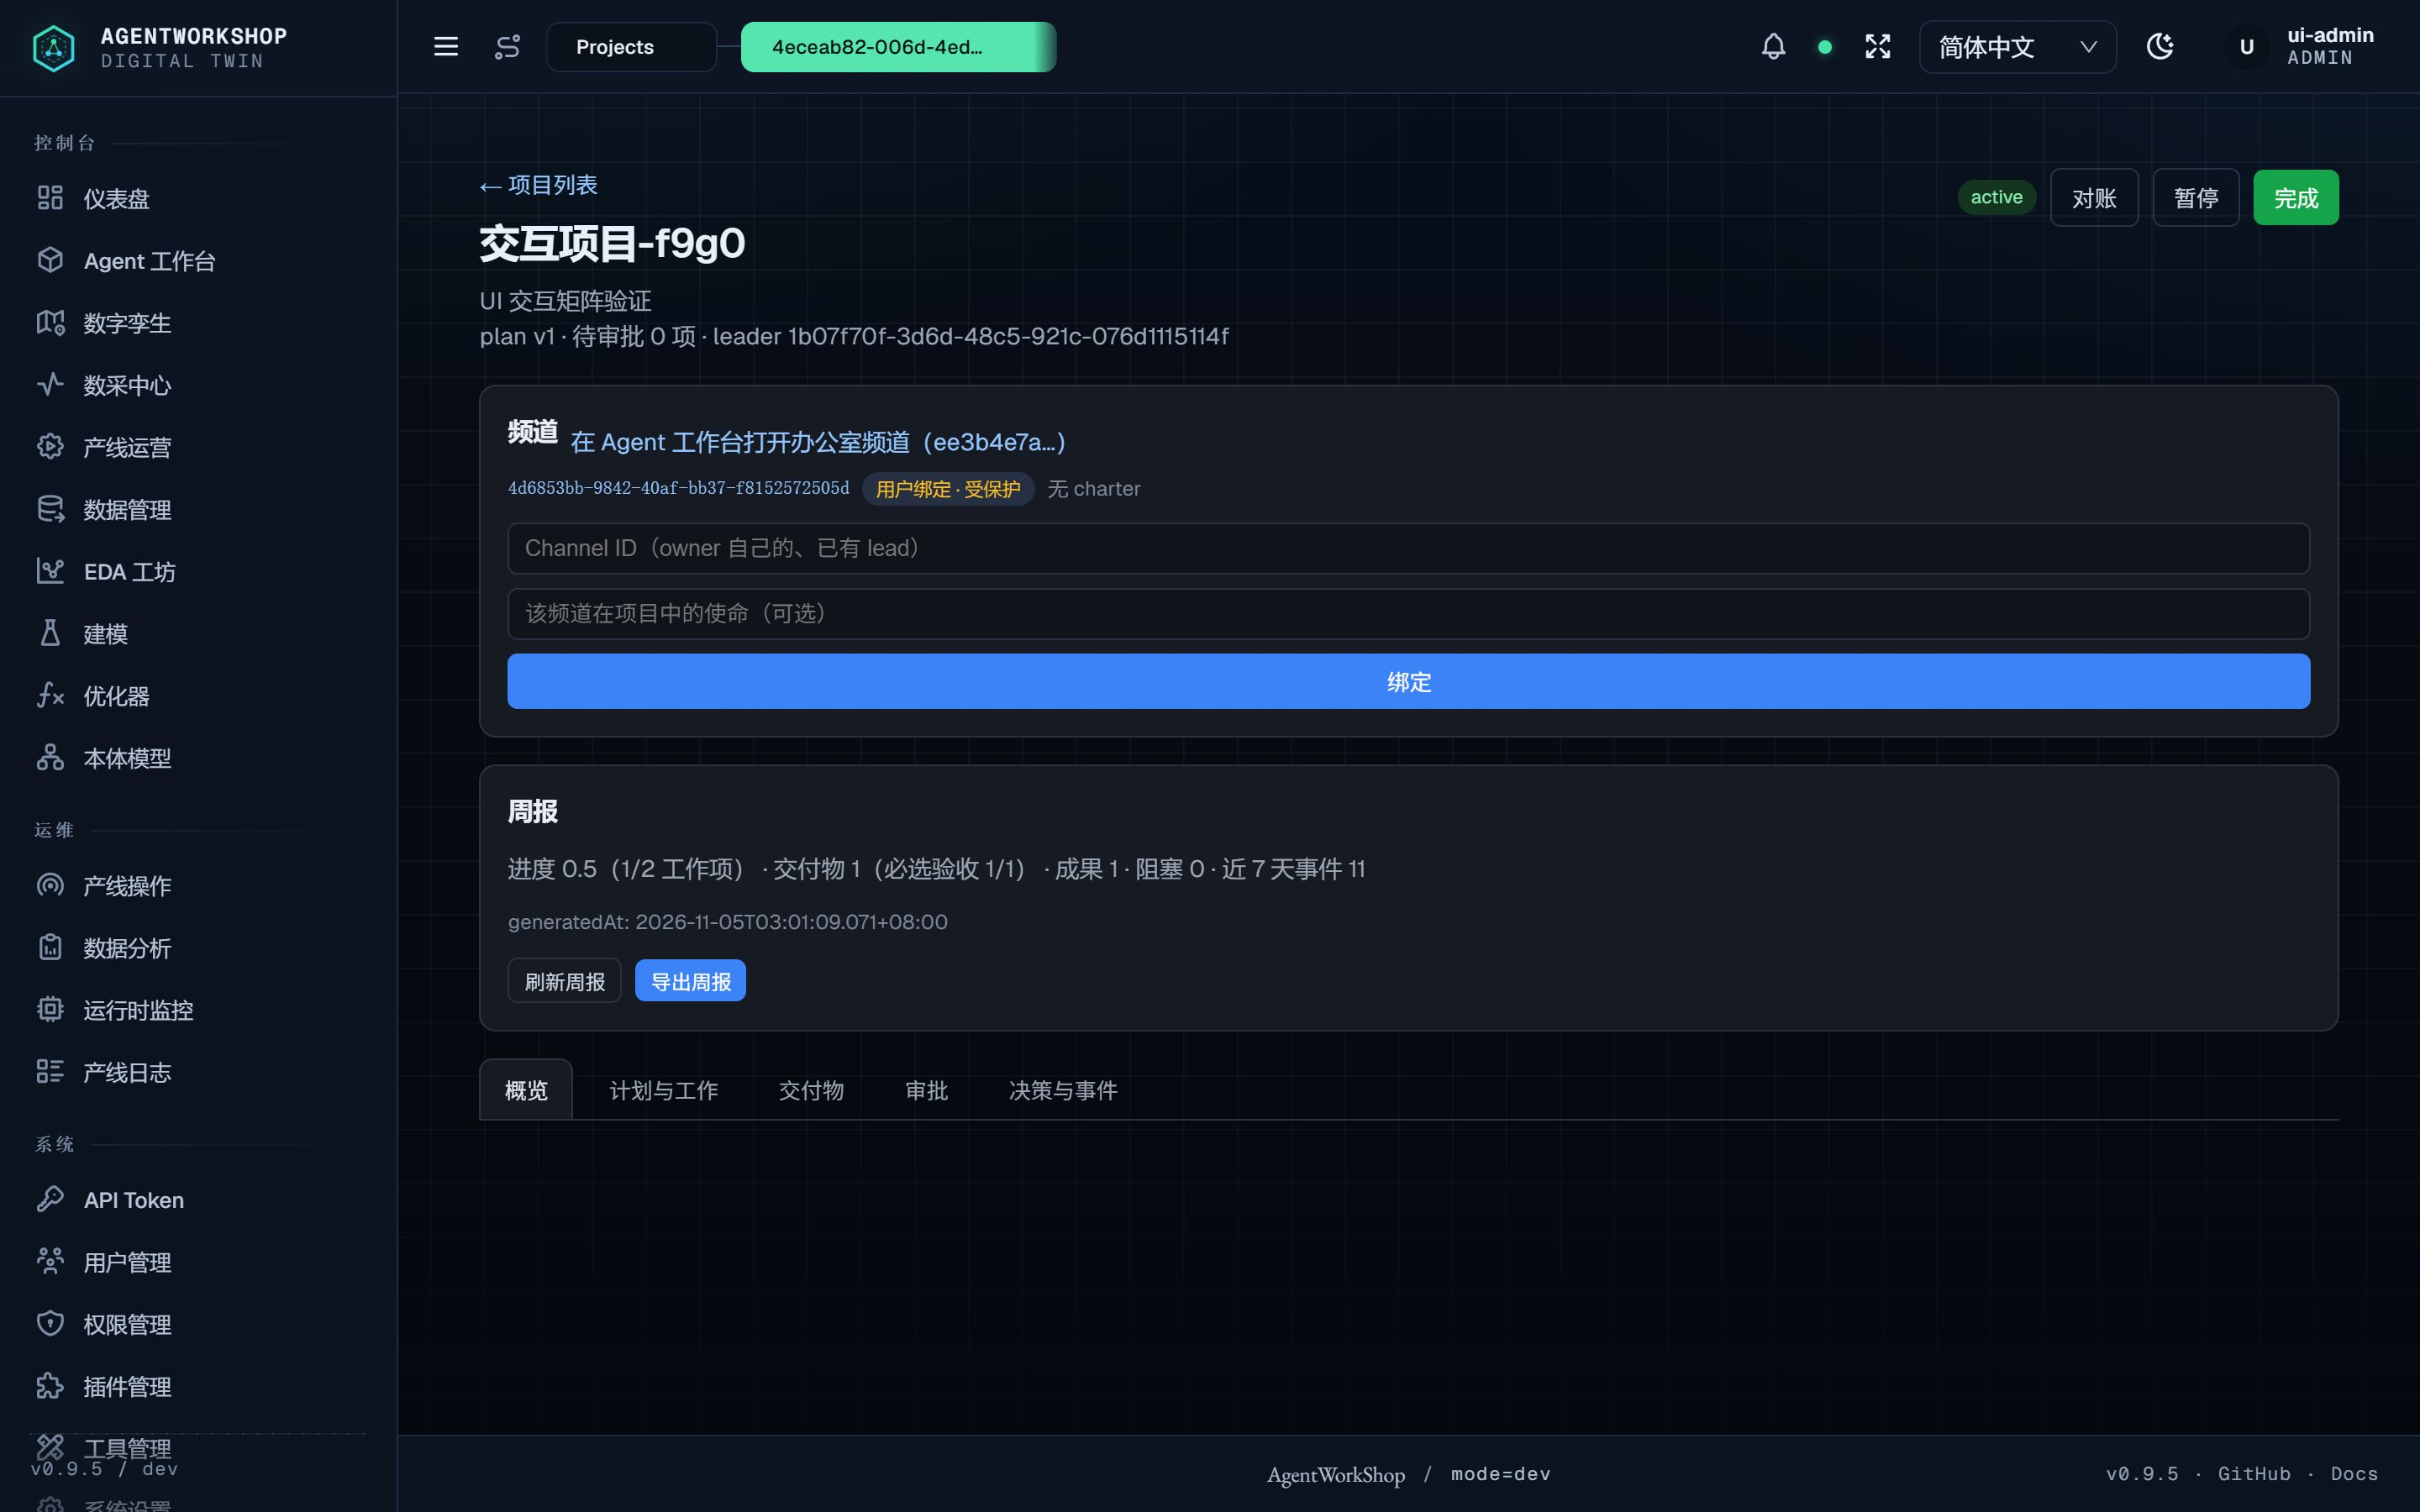 AGENTWORKSHOP
DIGITAL TWIN
控制台
仪表盘
Agent 工作台
数字孪生
数采中心
产线运营
数据管理
EDA 工坊
建模
优化器
本体模型
运维
产线操作
数据分析
运行时监控
产线日志
系统
API Token
用户管理
权限管理
插件管理
工具管理
v0.9.5 / dev
系统设置
Projects
4eceab82-006d-4ed…
简体中文
U
ui-admin
ADMIN
← 项目列表
active
对账
暂停
完成
交互项目-f9g0
UI 交互矩阵验证
plan v1 · 待审批 0 项 · leader 1b07f70f-3d6d-48c5-921c-076d1115114f
频道 在 Agent 工作台打开办公室频道（ee3b4e7a…）
4d6853bb-9842-40af-bb37-f8152572505d 用户绑定 · 受保护 无 charter
Channel ID（owner 自己的、已有 lead）
该频道在项目中的使命（可选）
绑定
周报
进度 0.5（1/2 工作项） · 交付物 1（必选验收 1/1） · 成果 1 · 阻塞 0 · 近 7 天事件 11
generatedAt: 2026-11-05T03:01:09.071+08:00
刷新周报
导出周报
概览
计划与工作
交付物
审批
决策与事件
AgentWorkShop / mode=dev
v0.9.5 · GitHub · Docs